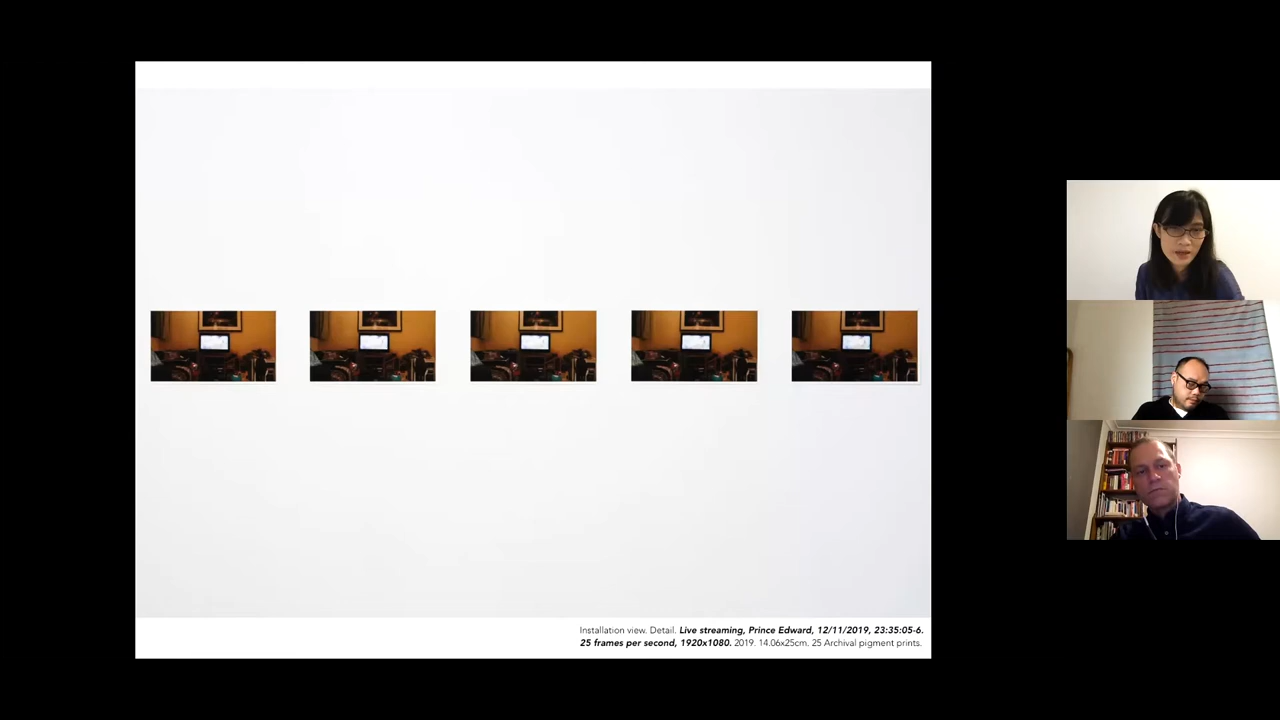 Installation view. Detail. Live streaming, Prince Edward, 12/11/2019, 23:35:05-6.
25 frames per second, 1920x1080. 2019. 14.06x25cm. 25 Archival pigment prints.